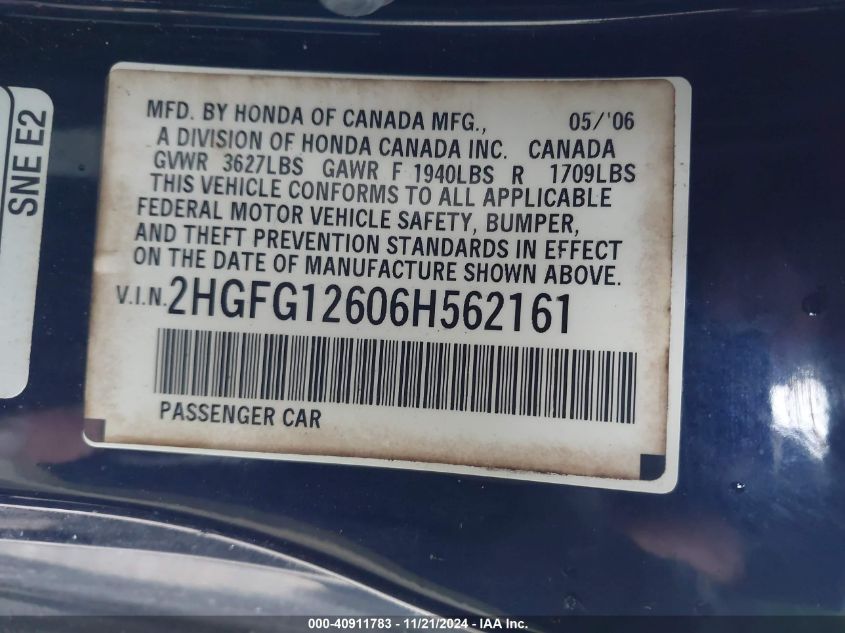 SNE E2
MFD. BY HONDA OF CANADA MFG., 05/'06
A DIVISION OF HONDA CANADA INC. CANADA
GVWR 3627LBS GAWR F 1940LBS R 1709LBS
THIS VEHICLE CONFORMS TO ALL APPLICABLE
FEDERAL MOTOR VEHICLE SAFETY, BUMPER,
AND THEFT PREVENTION STANDARDS IN EFFECT
ON THE DATE OF MANUFACTURE SHOWN ABOVE.
V.I.N. 2HGFG12606H562161
PASSENGER CAR
000-40911783 - 11/21/2024 - IAA Inc.